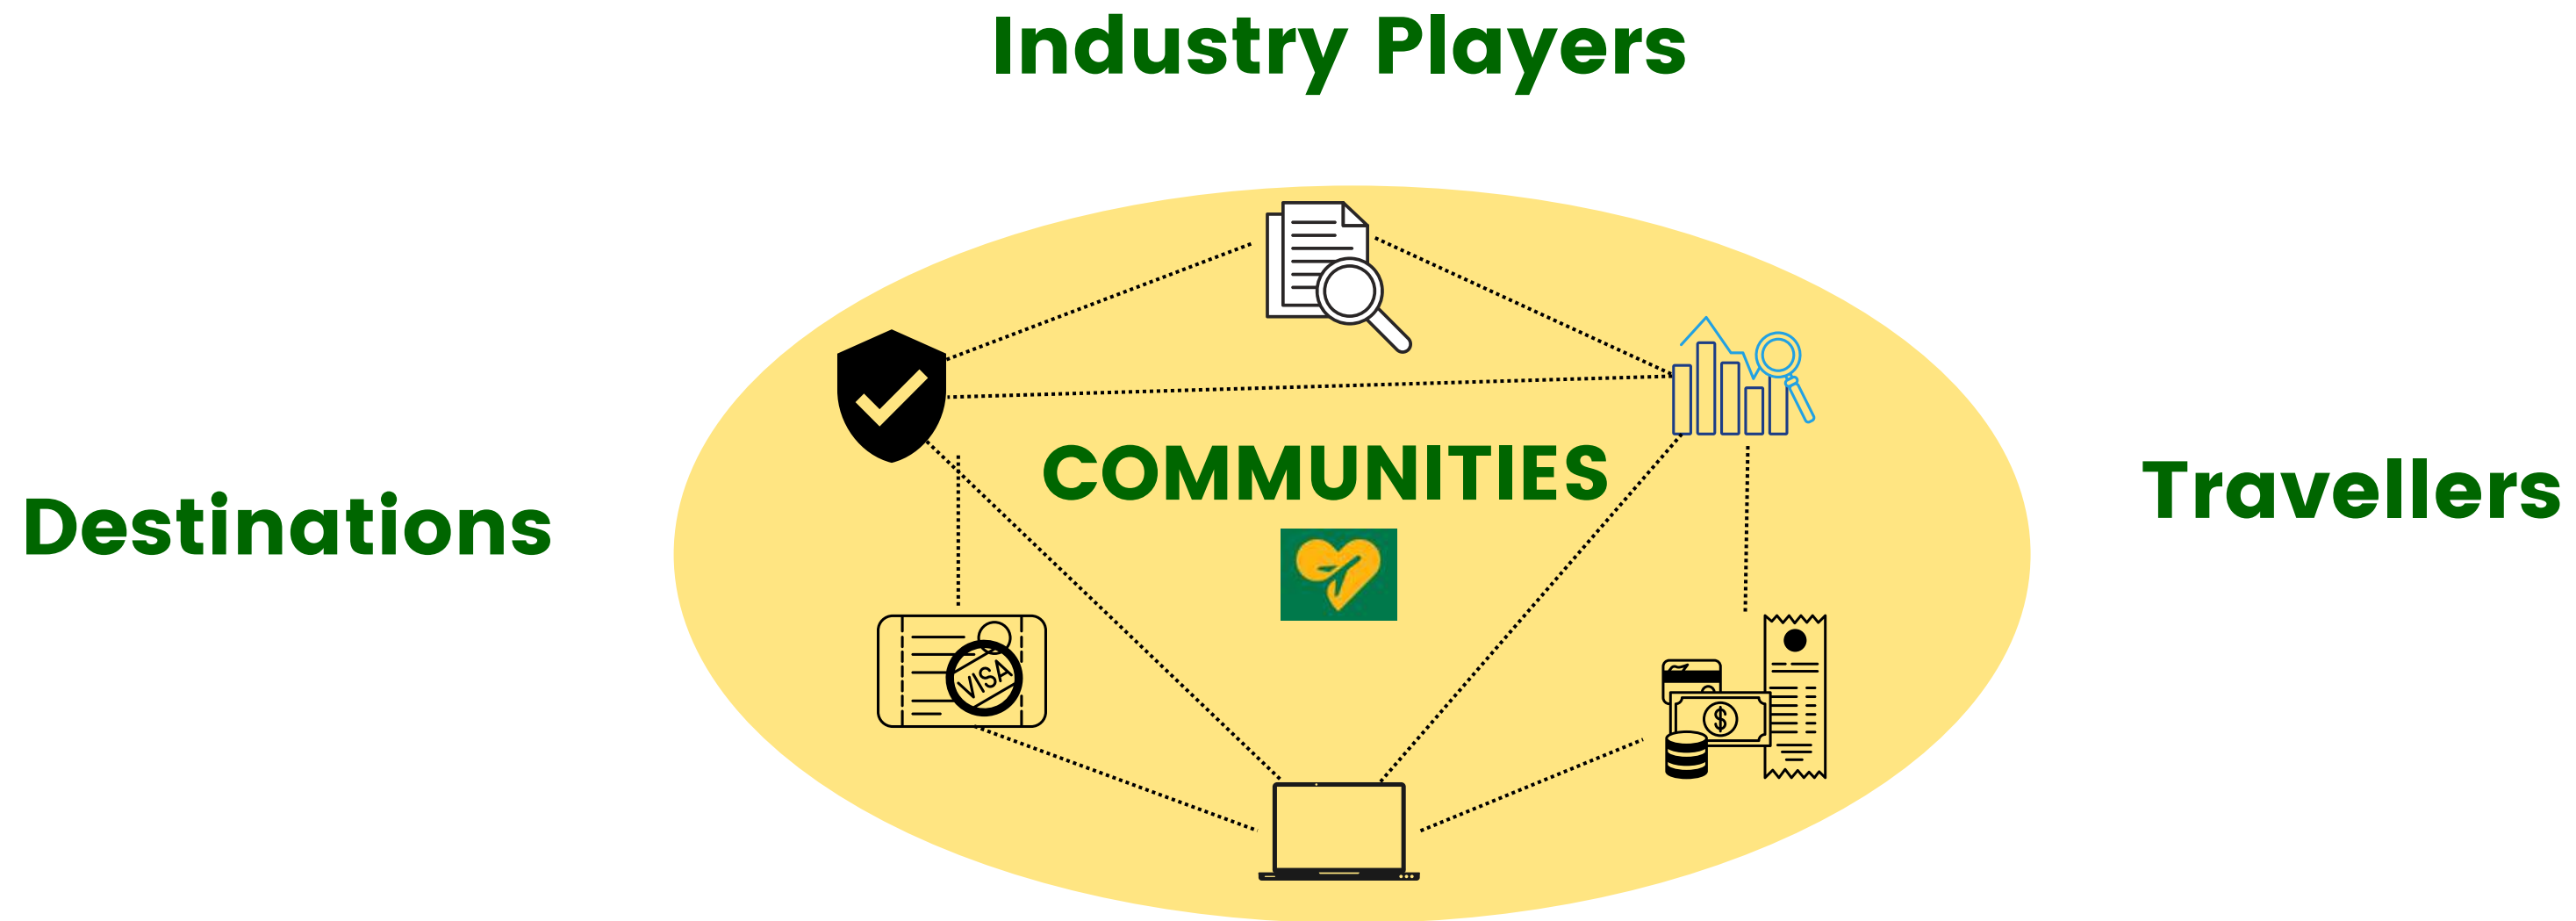 Industry Players
COMMUNITIES
Destinations
Travellers
VISA
$